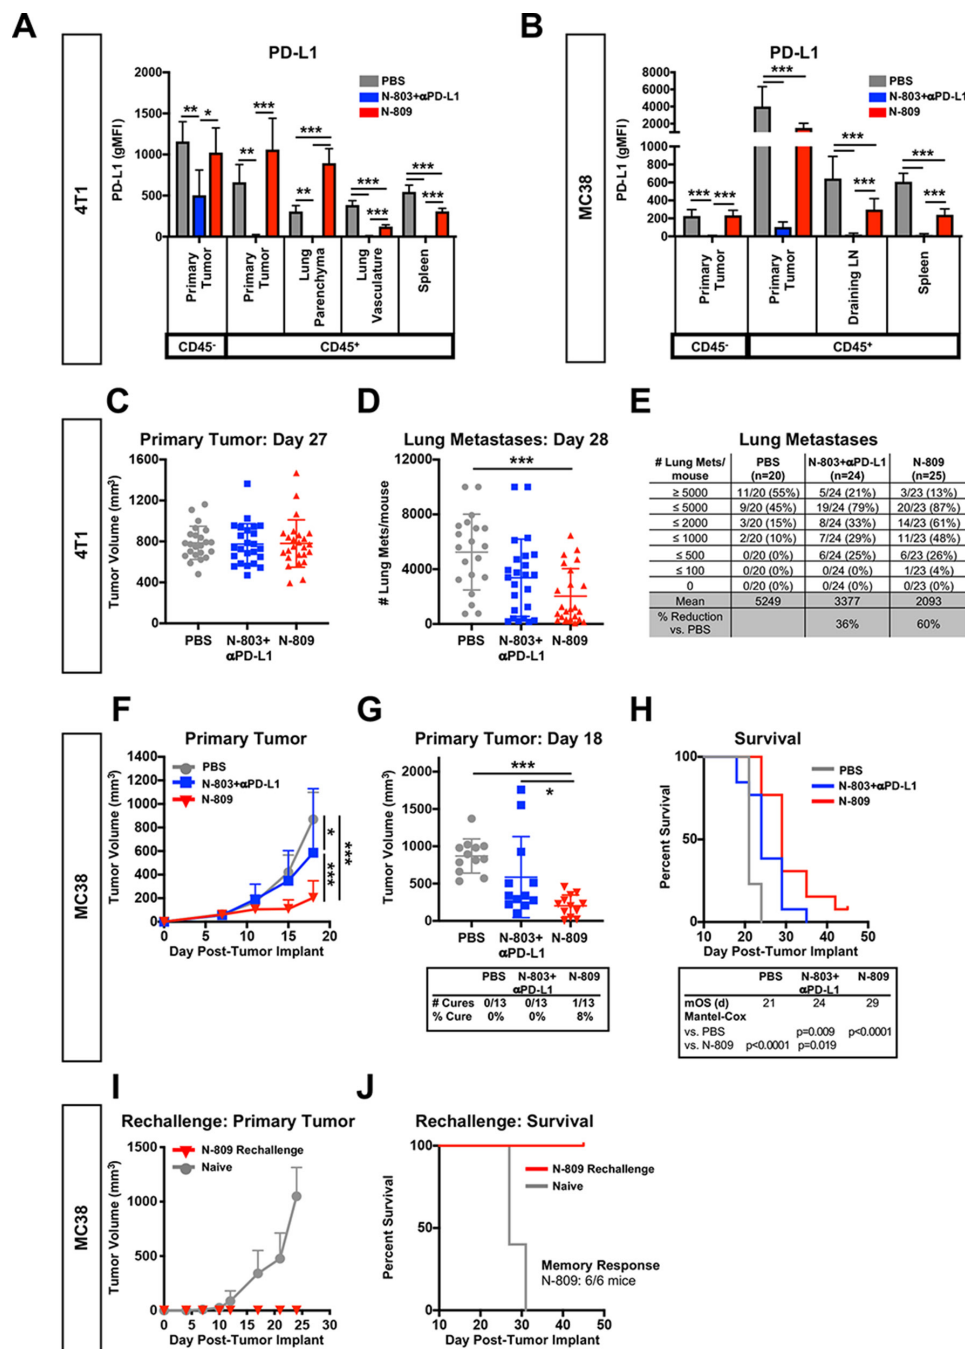 A
4T1
PD-L1
PD-L1 (gMFI)
2000
1500
1000
500
0
PBS
N-803+αPD-L1
N-809
** * ** *** ** *** *** *** *** ***
Primary Tumor
Primary Tumor
Lung Parenchyma
Lung Vasculature
Spleen
CD45-
CD45+
B
MC38
PD-L1
PD-L1 (gMFI)
8000
6000
4000
2000
800
600
400
200
0
PBS
N-803+αPD-L1
N-809
*** *** *** *** *** *** *** ***
Primary Tumor
Primary Tumor
Draining LN
Spleen
CD45-
CD45+
4T1
C
Primary Tumor: Day 27
Tumor Volume (mm³)
2000
1600
1200
800
400
0
PBS N-803+ N-809
αPD-L1
D
Lung Metastases: Day 28
# Lung Mets/mouse
12000
8000
4000
0
***
PBS N-803+ N-809
αPD-L1
E
Lung Metastases
# Lung Mets/ mouse PBS (n=20) N-803+αPD-L1 (n=24) N-809 (n=25)
≥ 5000 11/20 (55%) 5/24 (21%) 3/23 (13%)
≤ 5000 9/20 (45%) 19/24 (79%) 20/23 (87%)
≤ 2000 3/20 (15%) 8/24 (33%) 14/23 (61%)
≤ 1000 2/20 (10%) 7/24 (29%) 11/23 (48%)
≤ 500 0/20 (0%) 6/24 (25%) 6/23 (26%)
≤ 100 0/20 (0%) 0/24 (0%) 1/23 (4%)
0 0/20 (0%) 0/24 (0%) 0/23 (0%)
Mean 5249 3377 2093
% Reduction vs. PBS 36% 60%
MC38
F
Primary Tumor
Tumor Volume (mm³)
1400
1200
1000
800
600
400
200
0
PBS
N-803+αPD-L1
N-809
* *** ***
0 5 10 15 20
Day Post-Tumor Implant
G
Primary Tumor: Day 18
Tumor Volume (mm³)
2000
1500
1000
500
0
***
*
PBS N-803+ N-809
αPD-L1
PBS N-803+ N-809
αPD-L1
# Cures 0/13 0/13 1/13
% Cure 0% 0% 8%
H
Survival
Percent Survival
100
50
0
PBS
N-803+αPD-L1
N-809
10 20 30 40 50
Day Post-Tumor Implant
PBS N-803+ N-809
αPD-L1
mOS (d) 21 24 29
Mantel-Cox
vs. PBS p=0.009 p<0.0001
vs. N-809 p<0.0001 p=0.019
MC38
I
Rechallenge: Primary Tumor
Tumor Volume (mm³)
1500
1000
500
0
N-809 Rechallenge
Naive
0 5 10 15 20 25 30
Day Post-Tumor Implant
J
Rechallenge: Survival
Percent Survival
100
50
0
N-809 Rechallenge
Naive
Memory Response
N-809: 6/6 mice
10 20 30 40 50
Day Post-Tumor Implant